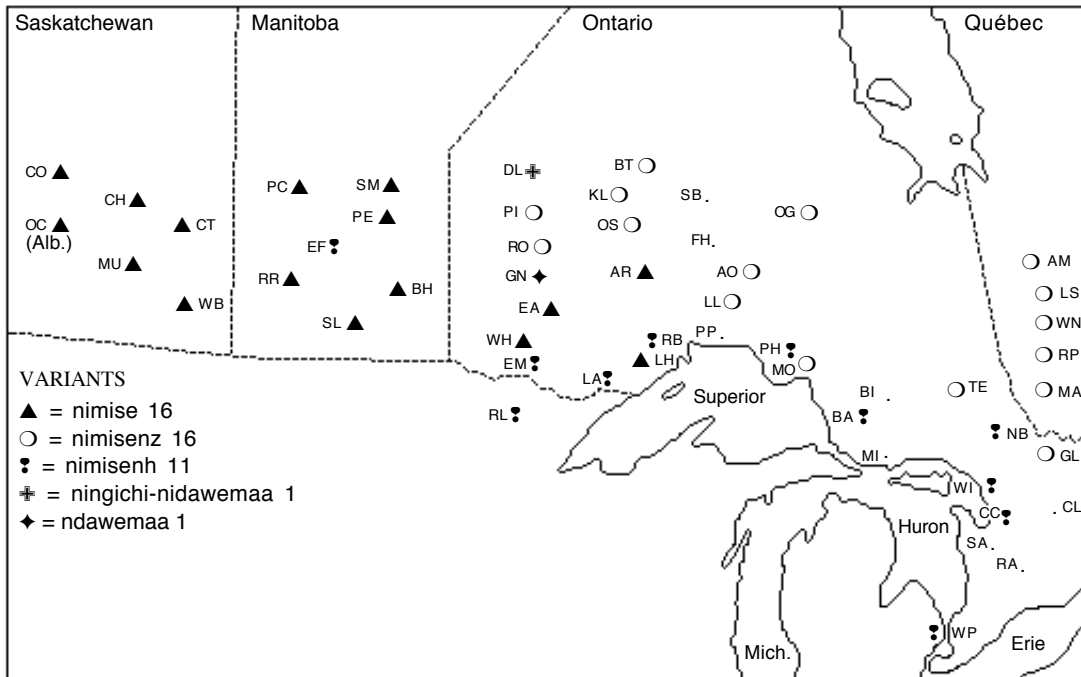 Saskatchewan Manitoba Ontario Québec
CO
CH
OC
(Alb.)
CT
MU
WB
PC
SM
PE
EF
RR
BH
SL
DL
BT
KL
SB
PI
OS
OG
RO
FH
GN
AR
AO
EA
LL
WH
RB
PP
PH
EM
LH
MO
LA
RL
Superior
BI
TE
BA
NB
MI
AM
LS
WN
RP
MA
GL
WI
CC
CL
Huron
SA
RA
WP
Mich.
Erie
VARIANTS
▲ = nimise 16
❍ = nimisenz 16
❢ = nimisenh 11
✙ = ningichi-nidawemaa 1
✦ = ndawemaa 1